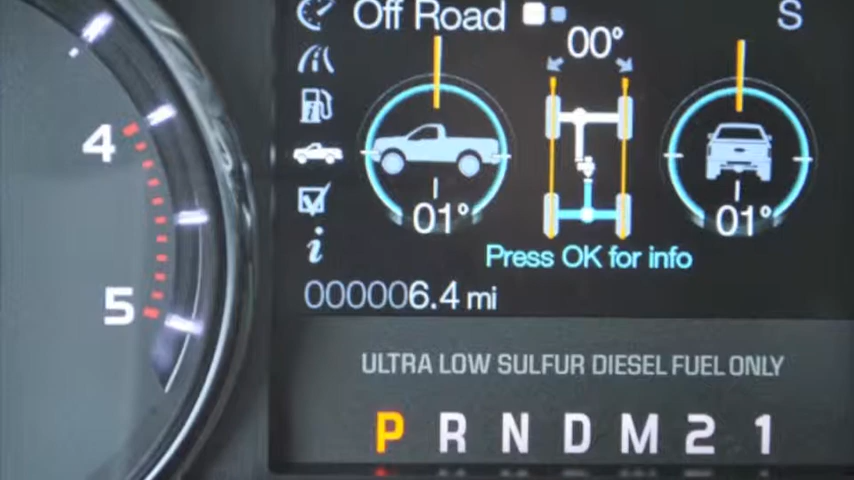 Off Road
S
00°
4
01°
01°
Press OK for info
5
i
000006.4 mi
ULTRA LOW SULFUR DIESEL FUEL ONLY
P R N D M 2 1